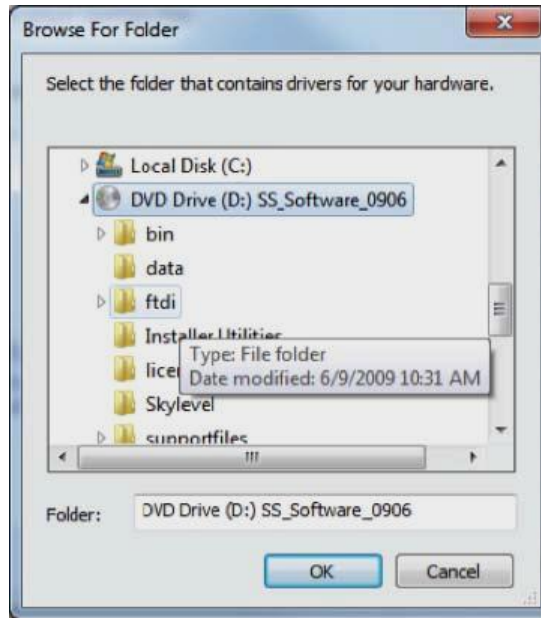 Browse For Folder
Select the folder that contains drivers for your hardware.
Local Disk (C:)
DVD Drive (D:) SS_Software_0906
bin
data
ftdi
Installer Utilities
Type: File folder
Date modified: 6/9/2009 10:31 AM
Skylevel
supportfiles
Folder:
DVD Drive (D:) SS_Software_0906
OK
Cancel